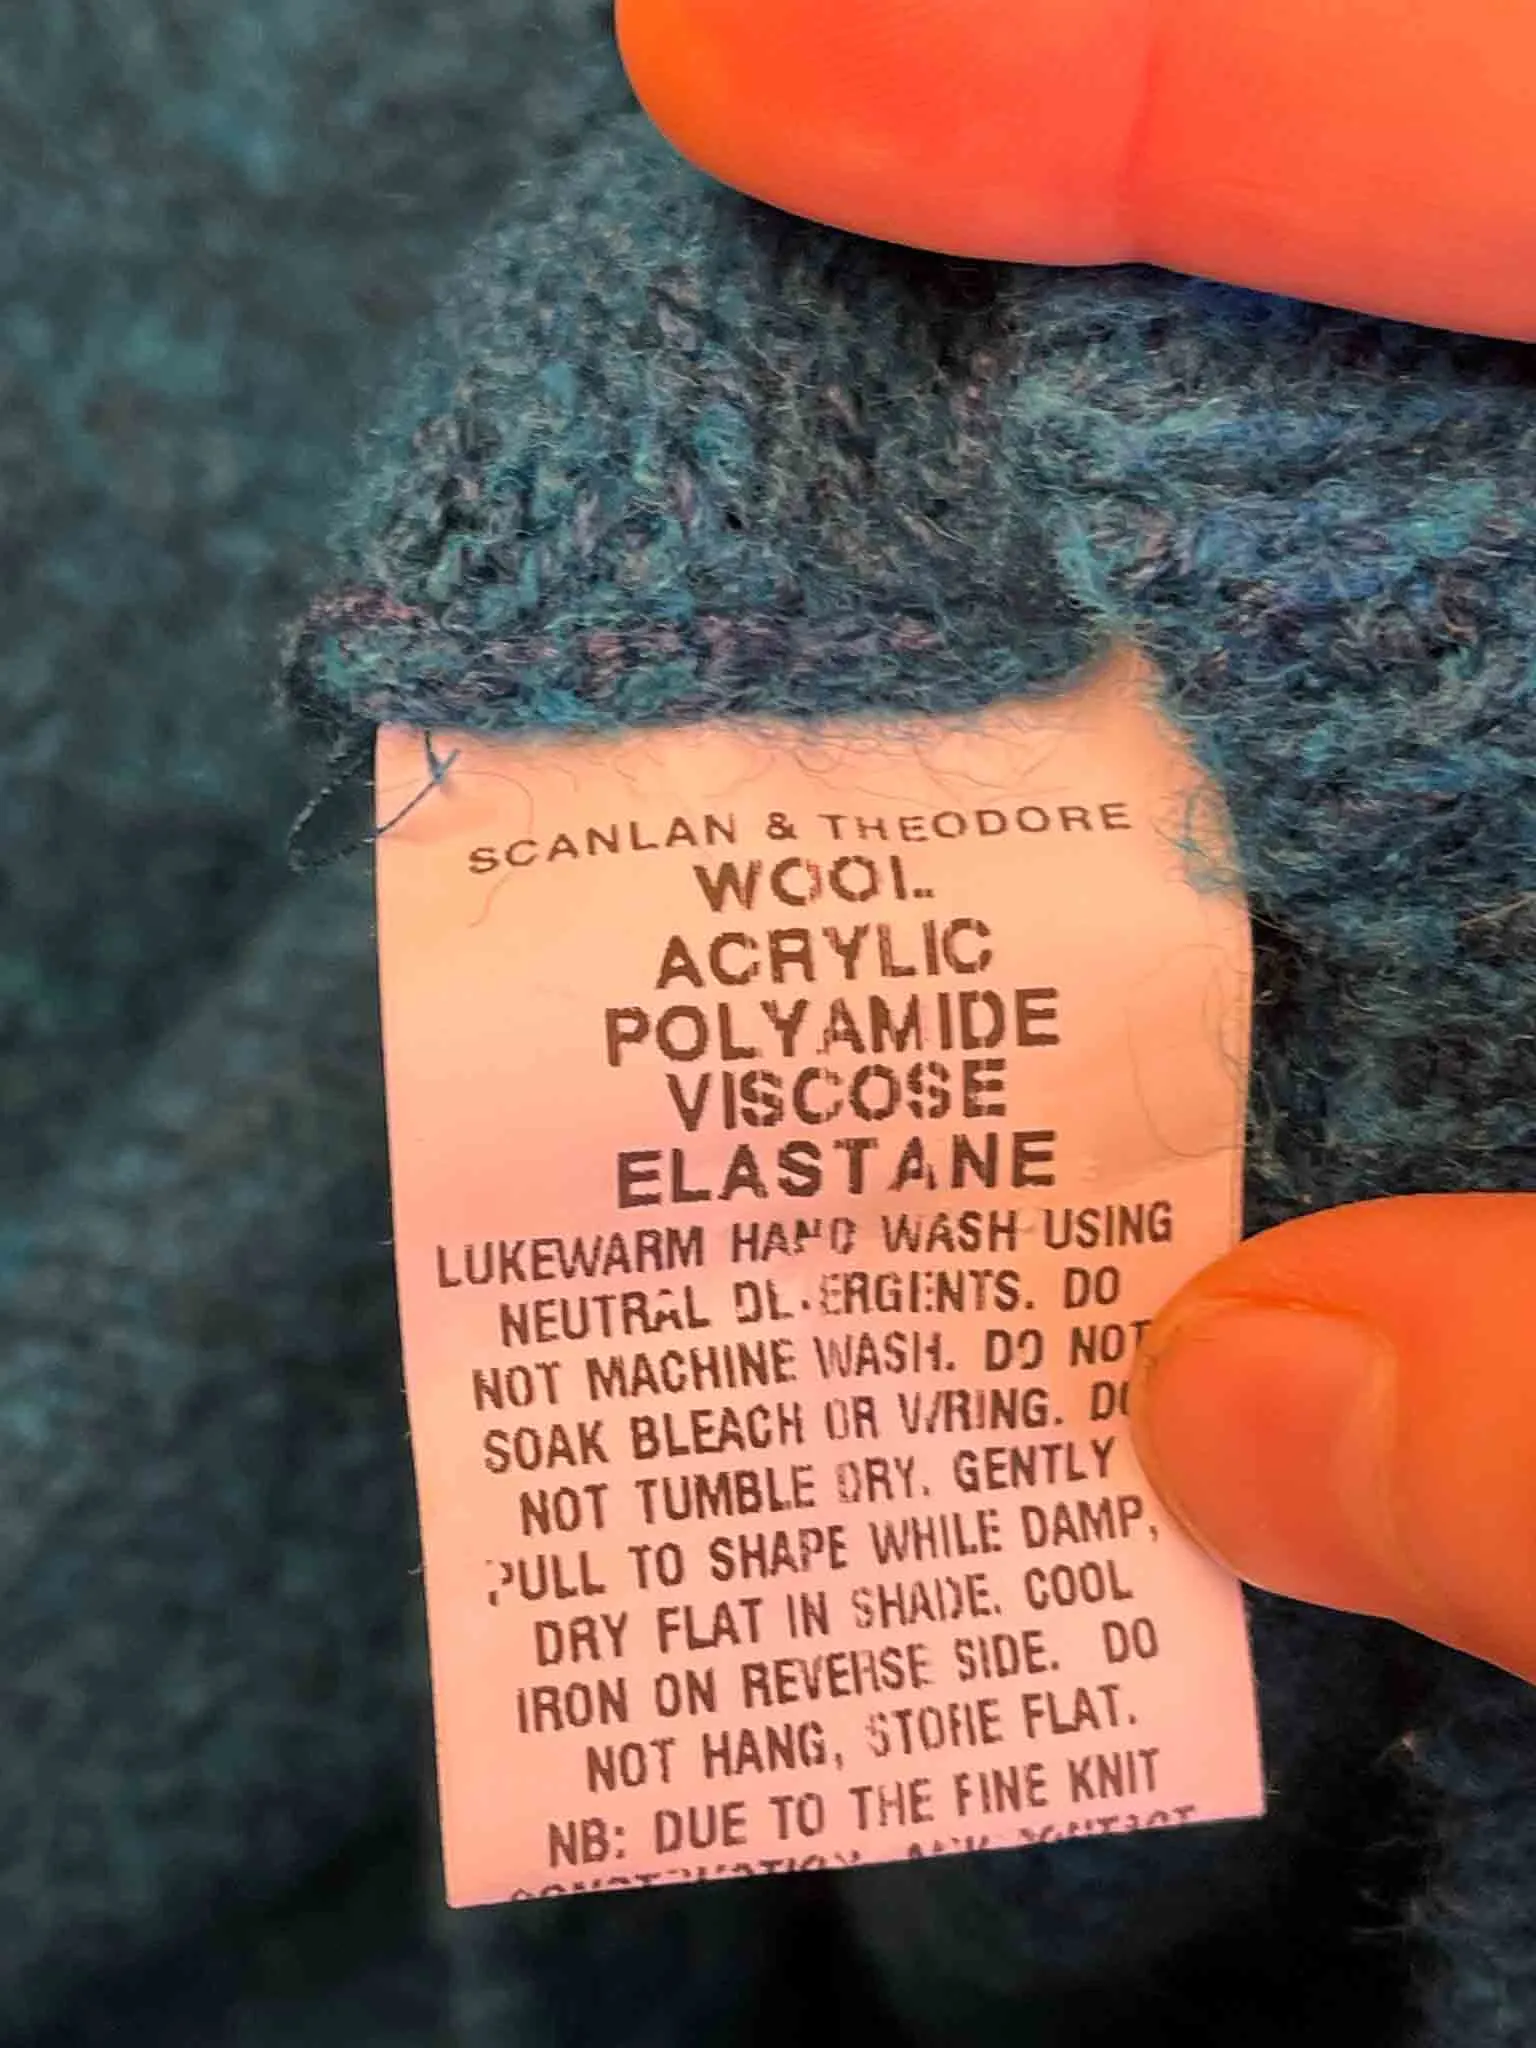 SCANLAN & THEODORE
WOOL
ACRYLIC
POLYAMIDE
VISCOSE
ELASTANE
LUKEWARM HAND WASH USING
NEUTRAL DETERGENTS. DO
NOT MACHINE WASH. DO NOT
SOAK BLEACH OR WRING. DO
NOT TUMBLE DRY. GENTLY
PULL TO SHAPE WHILE DAMP,
DRY FLAT IN SHADE. COOL
IRON ON REVERSE SIDE. DO
NOT HANG, STORE FLAT.
NB: DUE TO THE FINE KNIT